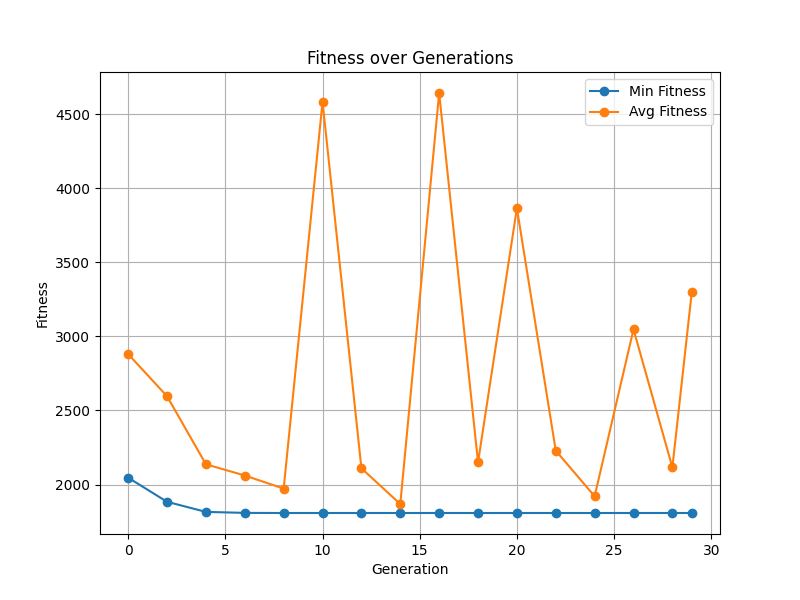 Fitness over Generations
Min Fitness
Avg Fitness
4500
4000
3500
3000
2500
2000
Fitness
0 5 10 15 20 25 30
Generation